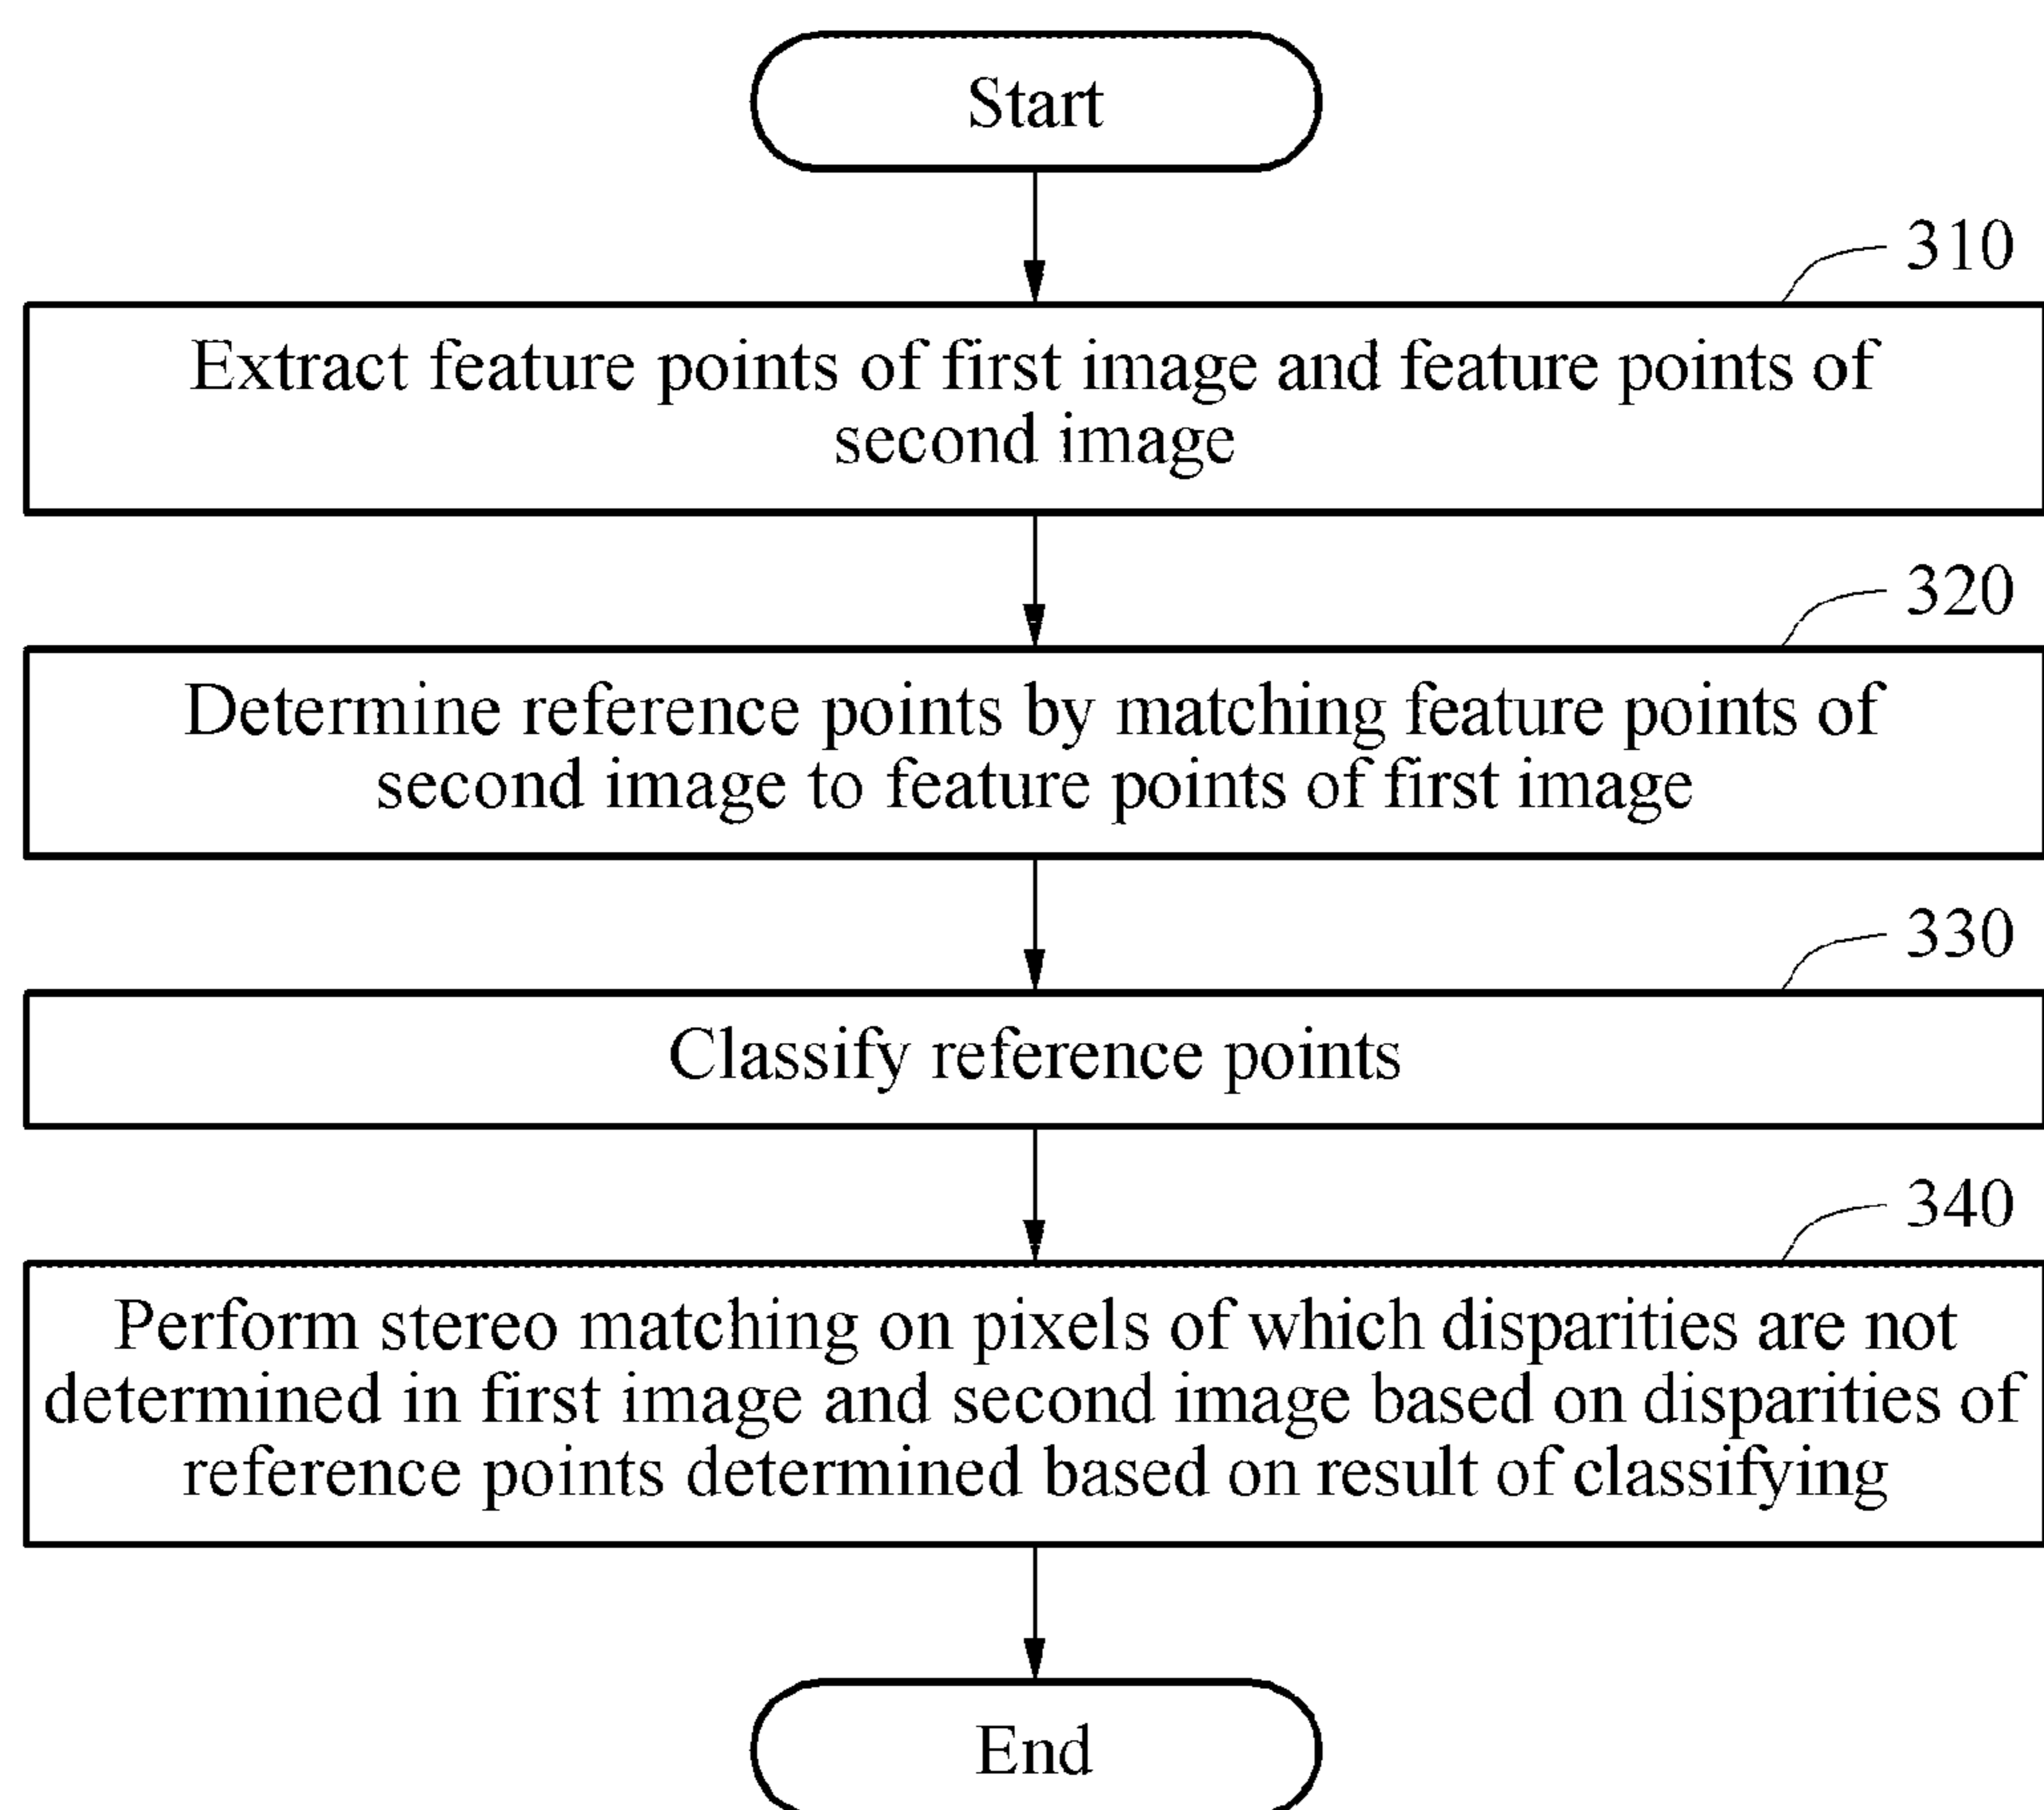 Start
310
Extract feature points of first image and feature points of
second image
320
Determine reference points by matching feature points of
second image to feature points of first image
330
Classify reference points
340
Perform stereo matching on pixels of which disparities are not
determined in first image and second image based on disparities of
reference points determined based on result of classifying
End